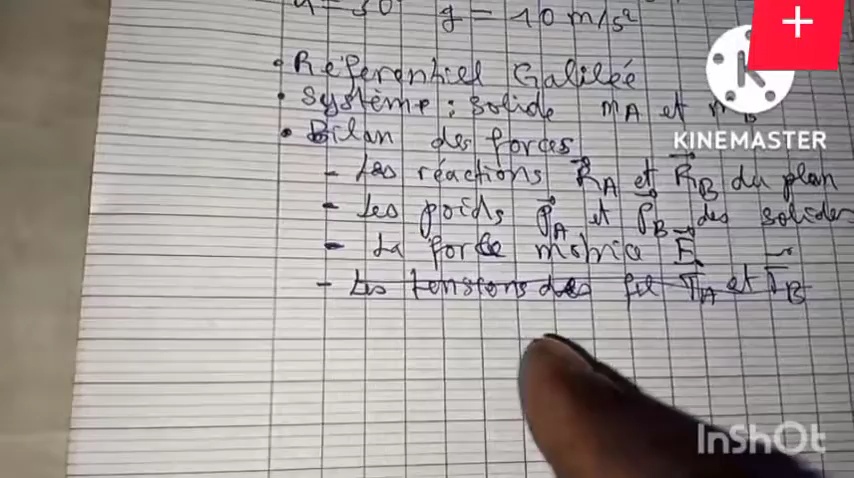 α = 30° g = 10 m/s²
• Référentiel Galilée
• Système : solide mA et mB
• Bilan des forces
- Les réactions R⃗A et R⃗B du plan
- Les poids P⃗A et P⃗B des solides
- La force motrice F⃗
- Les tensions des fil T⃗A et T⃗B
KINEMASTER
InShOt